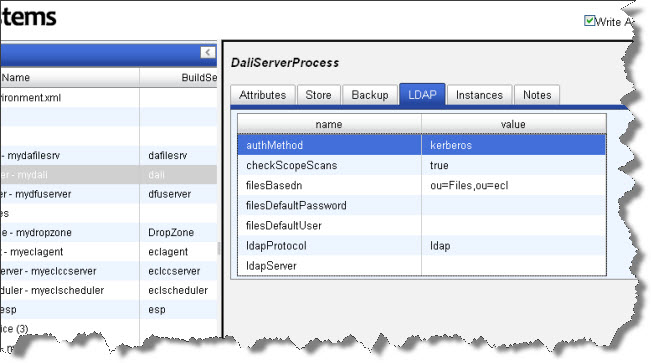 stems
Write A
Name BuildSe
DaliServerProcess
Attributes Store Backup LDAP Instances Notes
name value
authMethod kerberos
checkScopeScans true
filesBasedn ou=Files,ou=ecl
filesDefaultPassword
filesDefaultUser
ldapProtocol ldap
ldapServer
ironment.xml
- mydafilesrv dafilesrv
er - mydali dali
er - mydfuserver dfuserver
es
e - mydropzone DropZone
t - myeclagent eclagent
server - myeclccserver eclccserver
eduler - myeclscheduler eclscheduler
esp esp
ice (3)